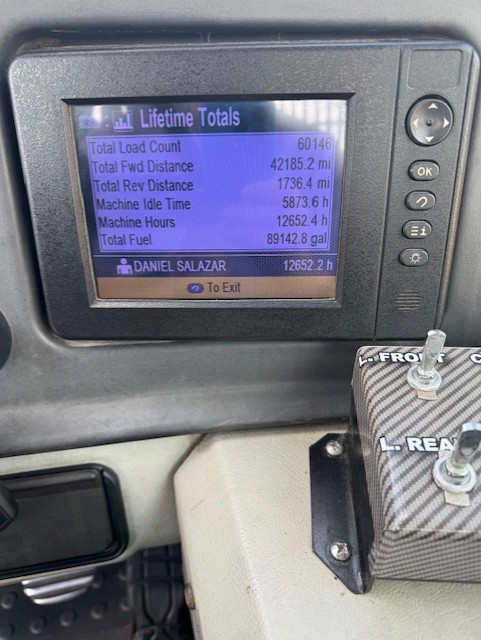 Lifetime Totals
Total Load Count 60146
Total Fwd Distance 42185.2 mi
Total Rev Distance 1736.4 mi
Machine Idle Time 5873.6 h
Machine Hours 12652.4 h
Total Fuel 89142.8 gal
DANIEL SALAZAR 12652.2 h
To Exit
OK
L. FRONT
L. REA